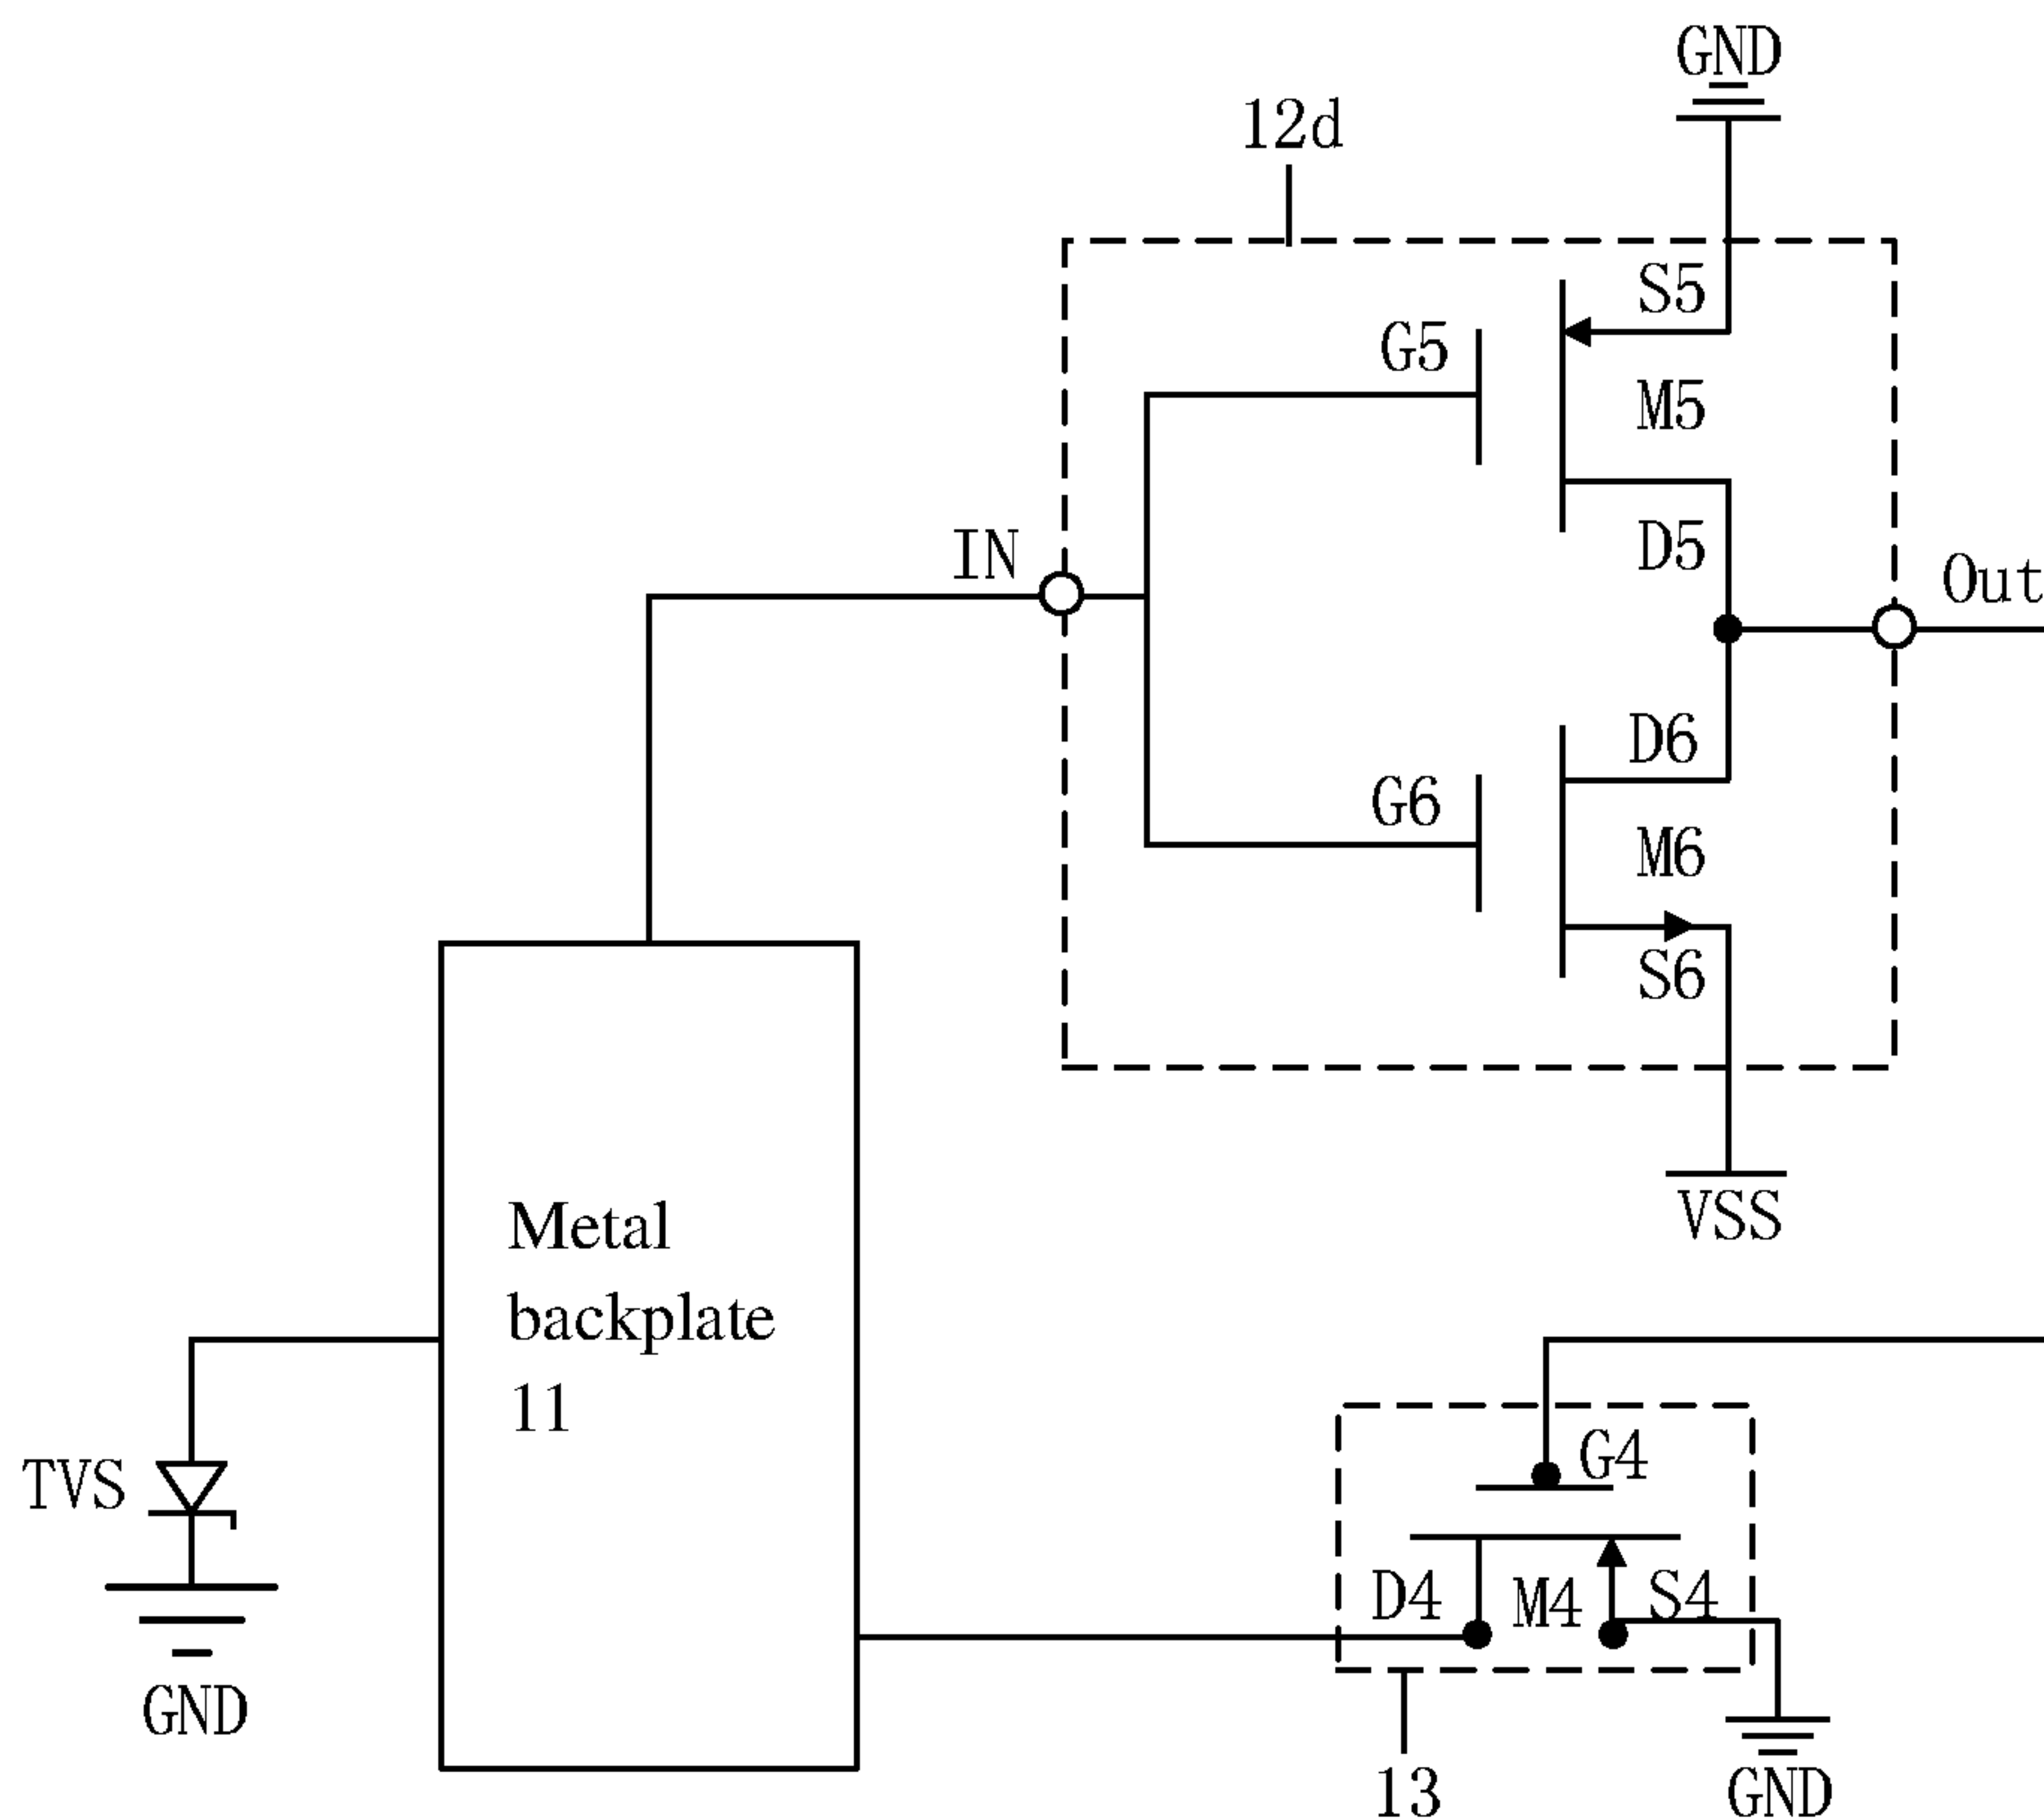 GND
12d
S5
G5
M5
D5
IN
Out
D6
G6
M6
S6
VSS
Metal
backplate
11
G4
TVS
D4
M4
S4
GND
13
GND